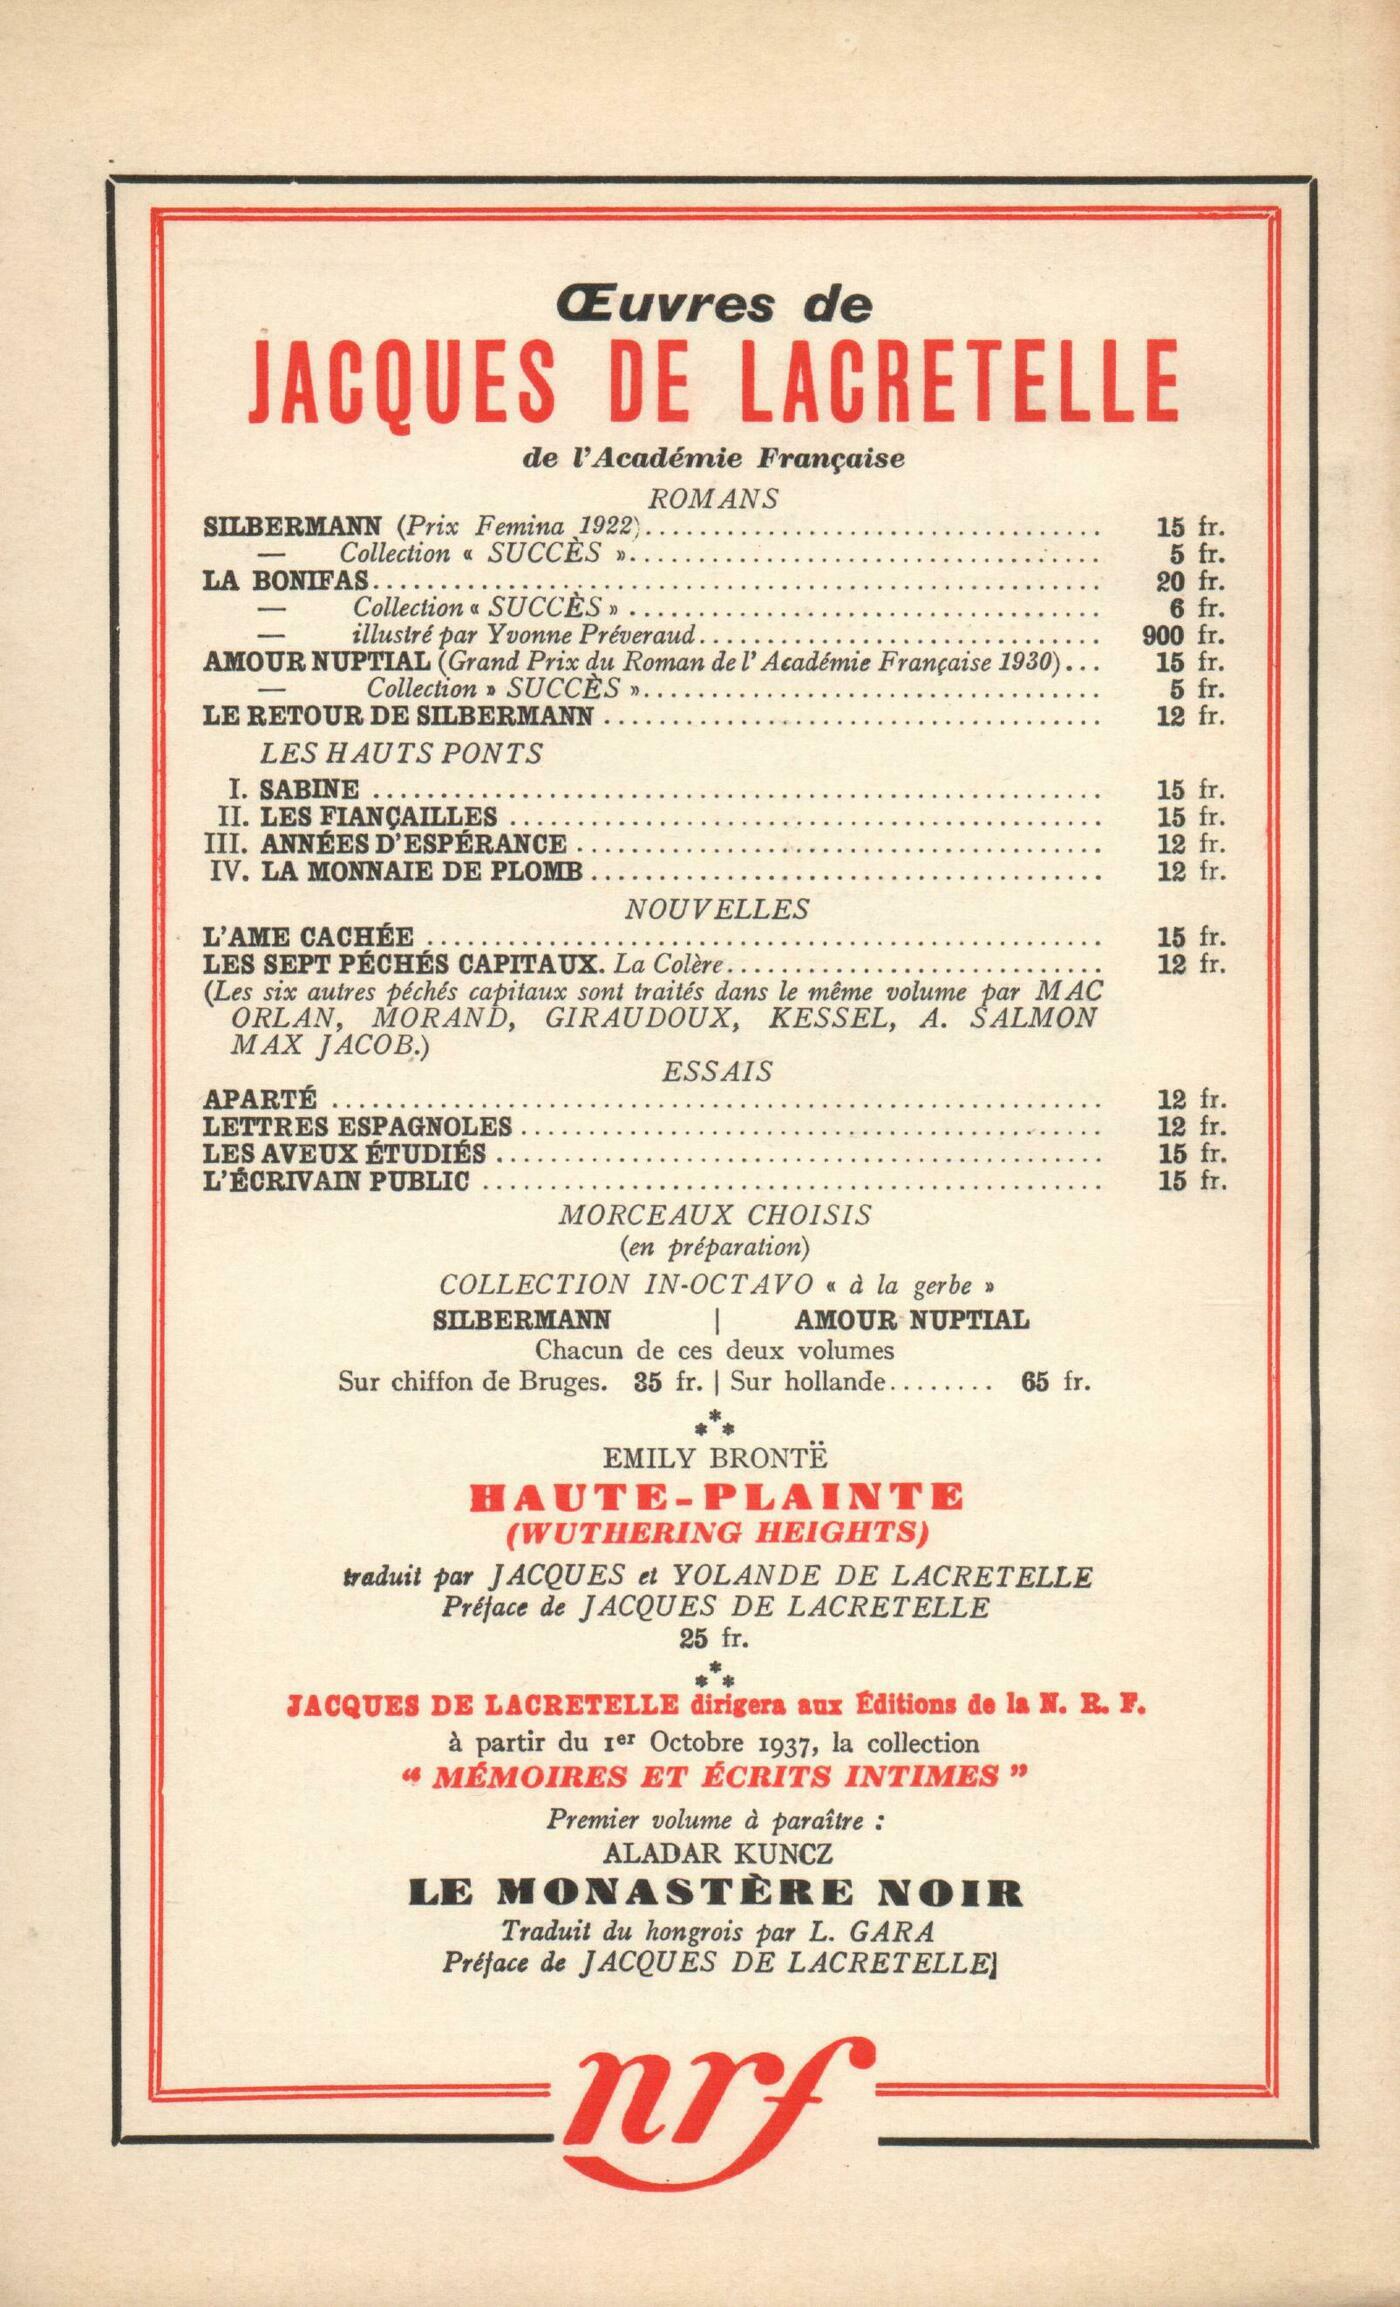 Œuvres de
JACQUES DE LACRETELLE
de l'Académie Française
ROMANS
SILBERMANN (Prix Femina 1922)........ 15 fr.
— Collection « SUCCÈS »........ 5 fr.
LA BONIFAS........ 20 fr.
— Collection « SUCCÈS » ........ 6 fr.
— illustré par Yvonne Préveraud........ 900 fr.
AMOUR NUPTIAL (Grand Prix du Roman de l'Académie Française 1930)... 15 fr.
— Collection » SUCCÈS »........ 5 fr.
LE RETOUR DE SILBERMANN ........ 12 fr.
LES HAUTS PONTS
I. SABINE ........ 15 fr.
II. LES FIANÇAILLES ........ 15 fr.
III. ANNÉES D'ESPÉRANCE ........ 12 fr.
IV. LA MONNAIE DE PLOMB ........ 12 fr.
NOUVELLES
L'AME CACHÉE ........ 15 fr.
LES SEPT PÉCHÉS CAPITAUX. La Colère........ 12 fr.
(Les six autres péchés capitaux sont traités dans le même volume par MAC
ORLAN, MORAND, GIRAUDOUX, KESSEL, A. SALMON
MAX JACOB.)
ESSAIS
APARTÉ ........ 12 fr.
LETTRES ESPAGNOLES ........ 12 fr.
LES AVEUX ÉTUDIÉS ........ 15 fr.
L'ÉCRIVAIN PUBLIC ........ 15 fr.
MORCEAUX CHOISIS
(en préparation)
COLLECTION IN-OCTAVO « à la gerbe »
SILBERMANN | AMOUR NUPTIAL
Chacun de ces deux volumes
Sur chiffon de Bruges. 35 fr. | Sur hollande........ 65 fr.
***
EMILY BRONTË
HAUTE-PLAINTE
(WUTHERING HEIGHTS)
traduit par JACQUES et YOLANDE DE LACRETELLE
Préface de JACQUES DE LACRETELLE
25 fr.
***
JACQUES DE LACRETELLE dirigera aux Éditions de la N. R. F.
à partir du 1er Octobre 1937, la collection
“ MÉMOIRES ET ÉCRITS INTIMES ”
Premier volume à paraître :
ALADAR KUNCZ
LE MONASTÈRE NOIR
Traduit du hongrois par L. GARA
Préface de JACQUES DE LACRETELLE]
nrf